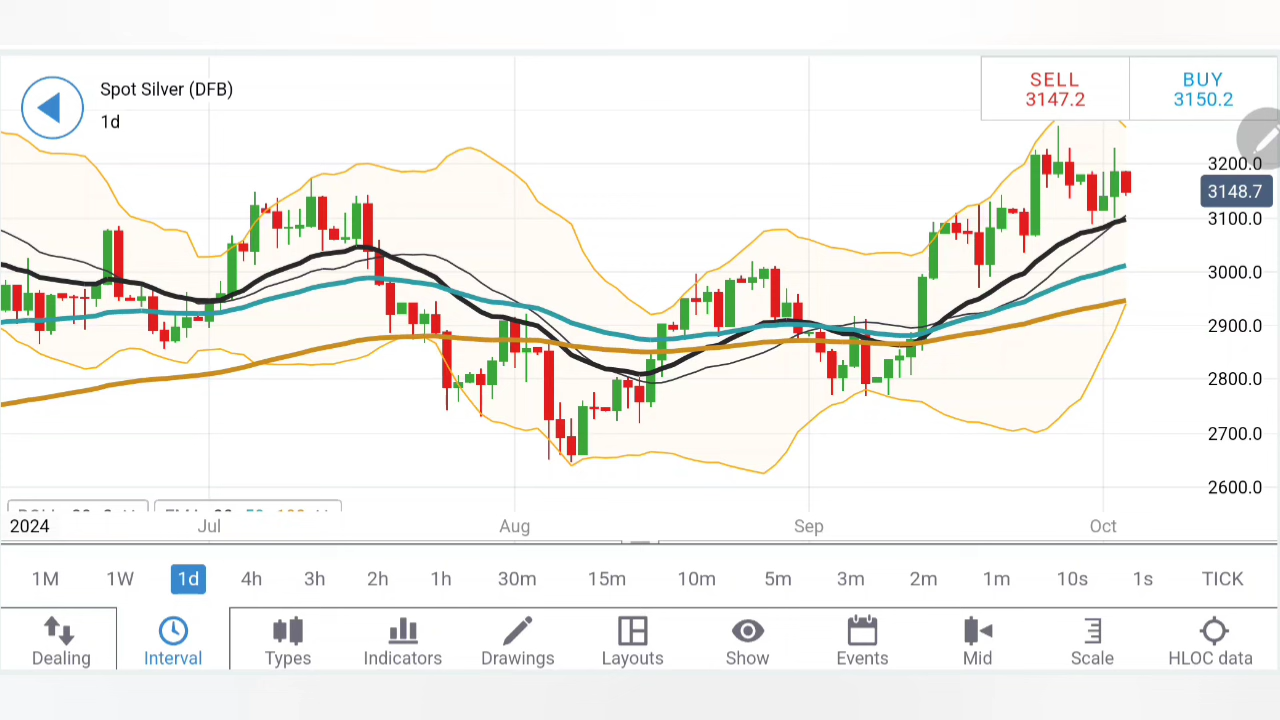 Spot Silver (DFB)
1d
SELL
3147.2
BUY
3150.2
3200.0
3148.7
3100.0
3000.0
2900.0
2800.0
2700.0
2600.0
2024 Jul Aug Sep Oct
1M 1W 1d 4h 3h 2h 1h 30m 15m 10m 5m 3m 2m 1m 10s 1s TICK
Dealing Interval Types Indicators Drawings Layouts Show Events Mid Scale HLOC data